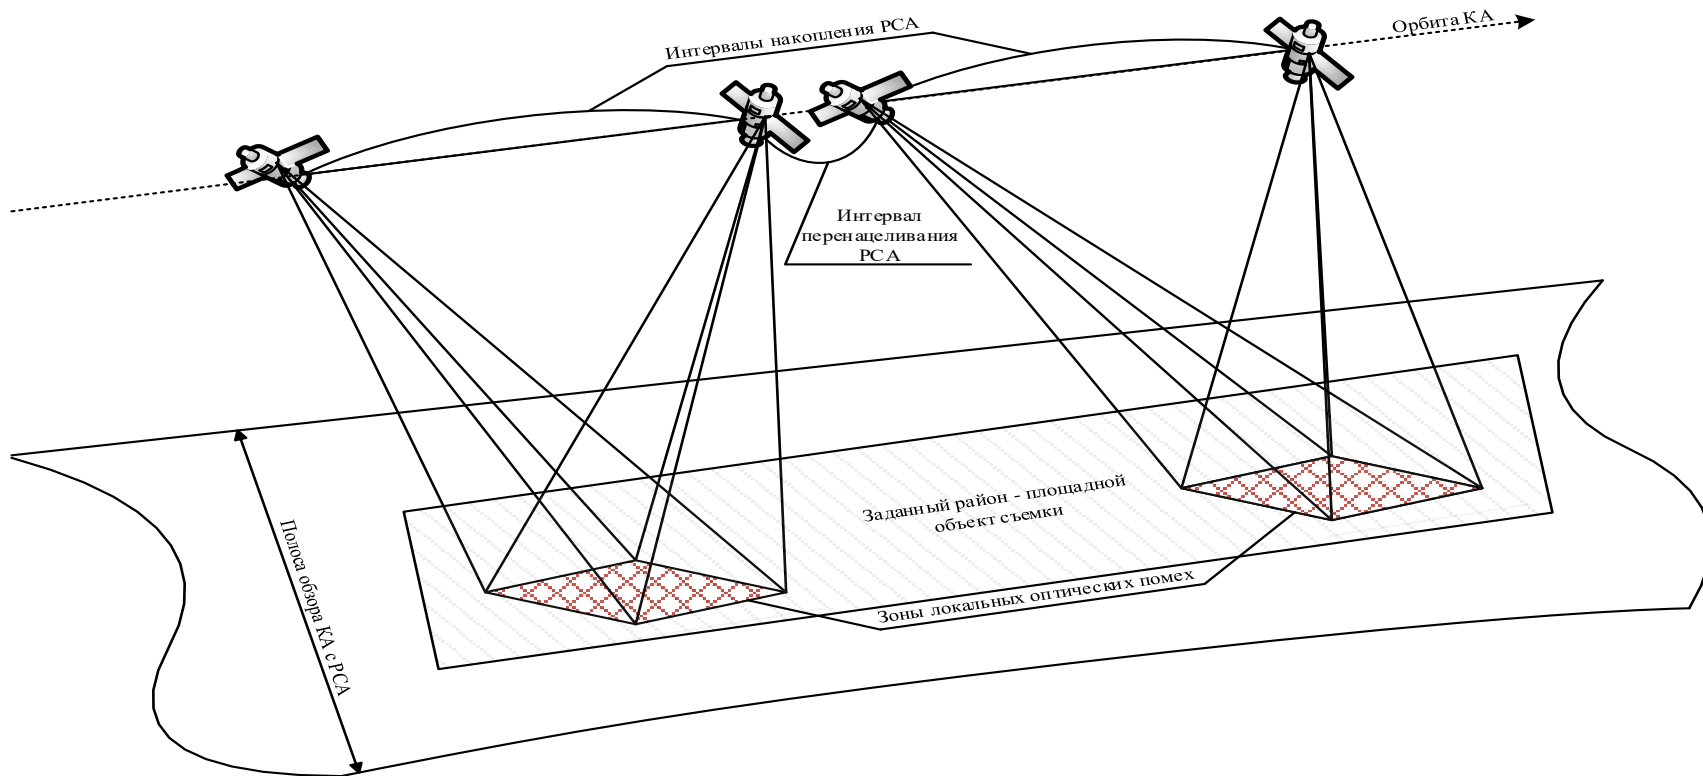 Интервалы накопления РСА
Орбита КА
Интервал
перенацеливания
РСА
Заданный район - площадной
объект съемки
Полоса обзора КА с РСА
Зоны локальных оптических помех